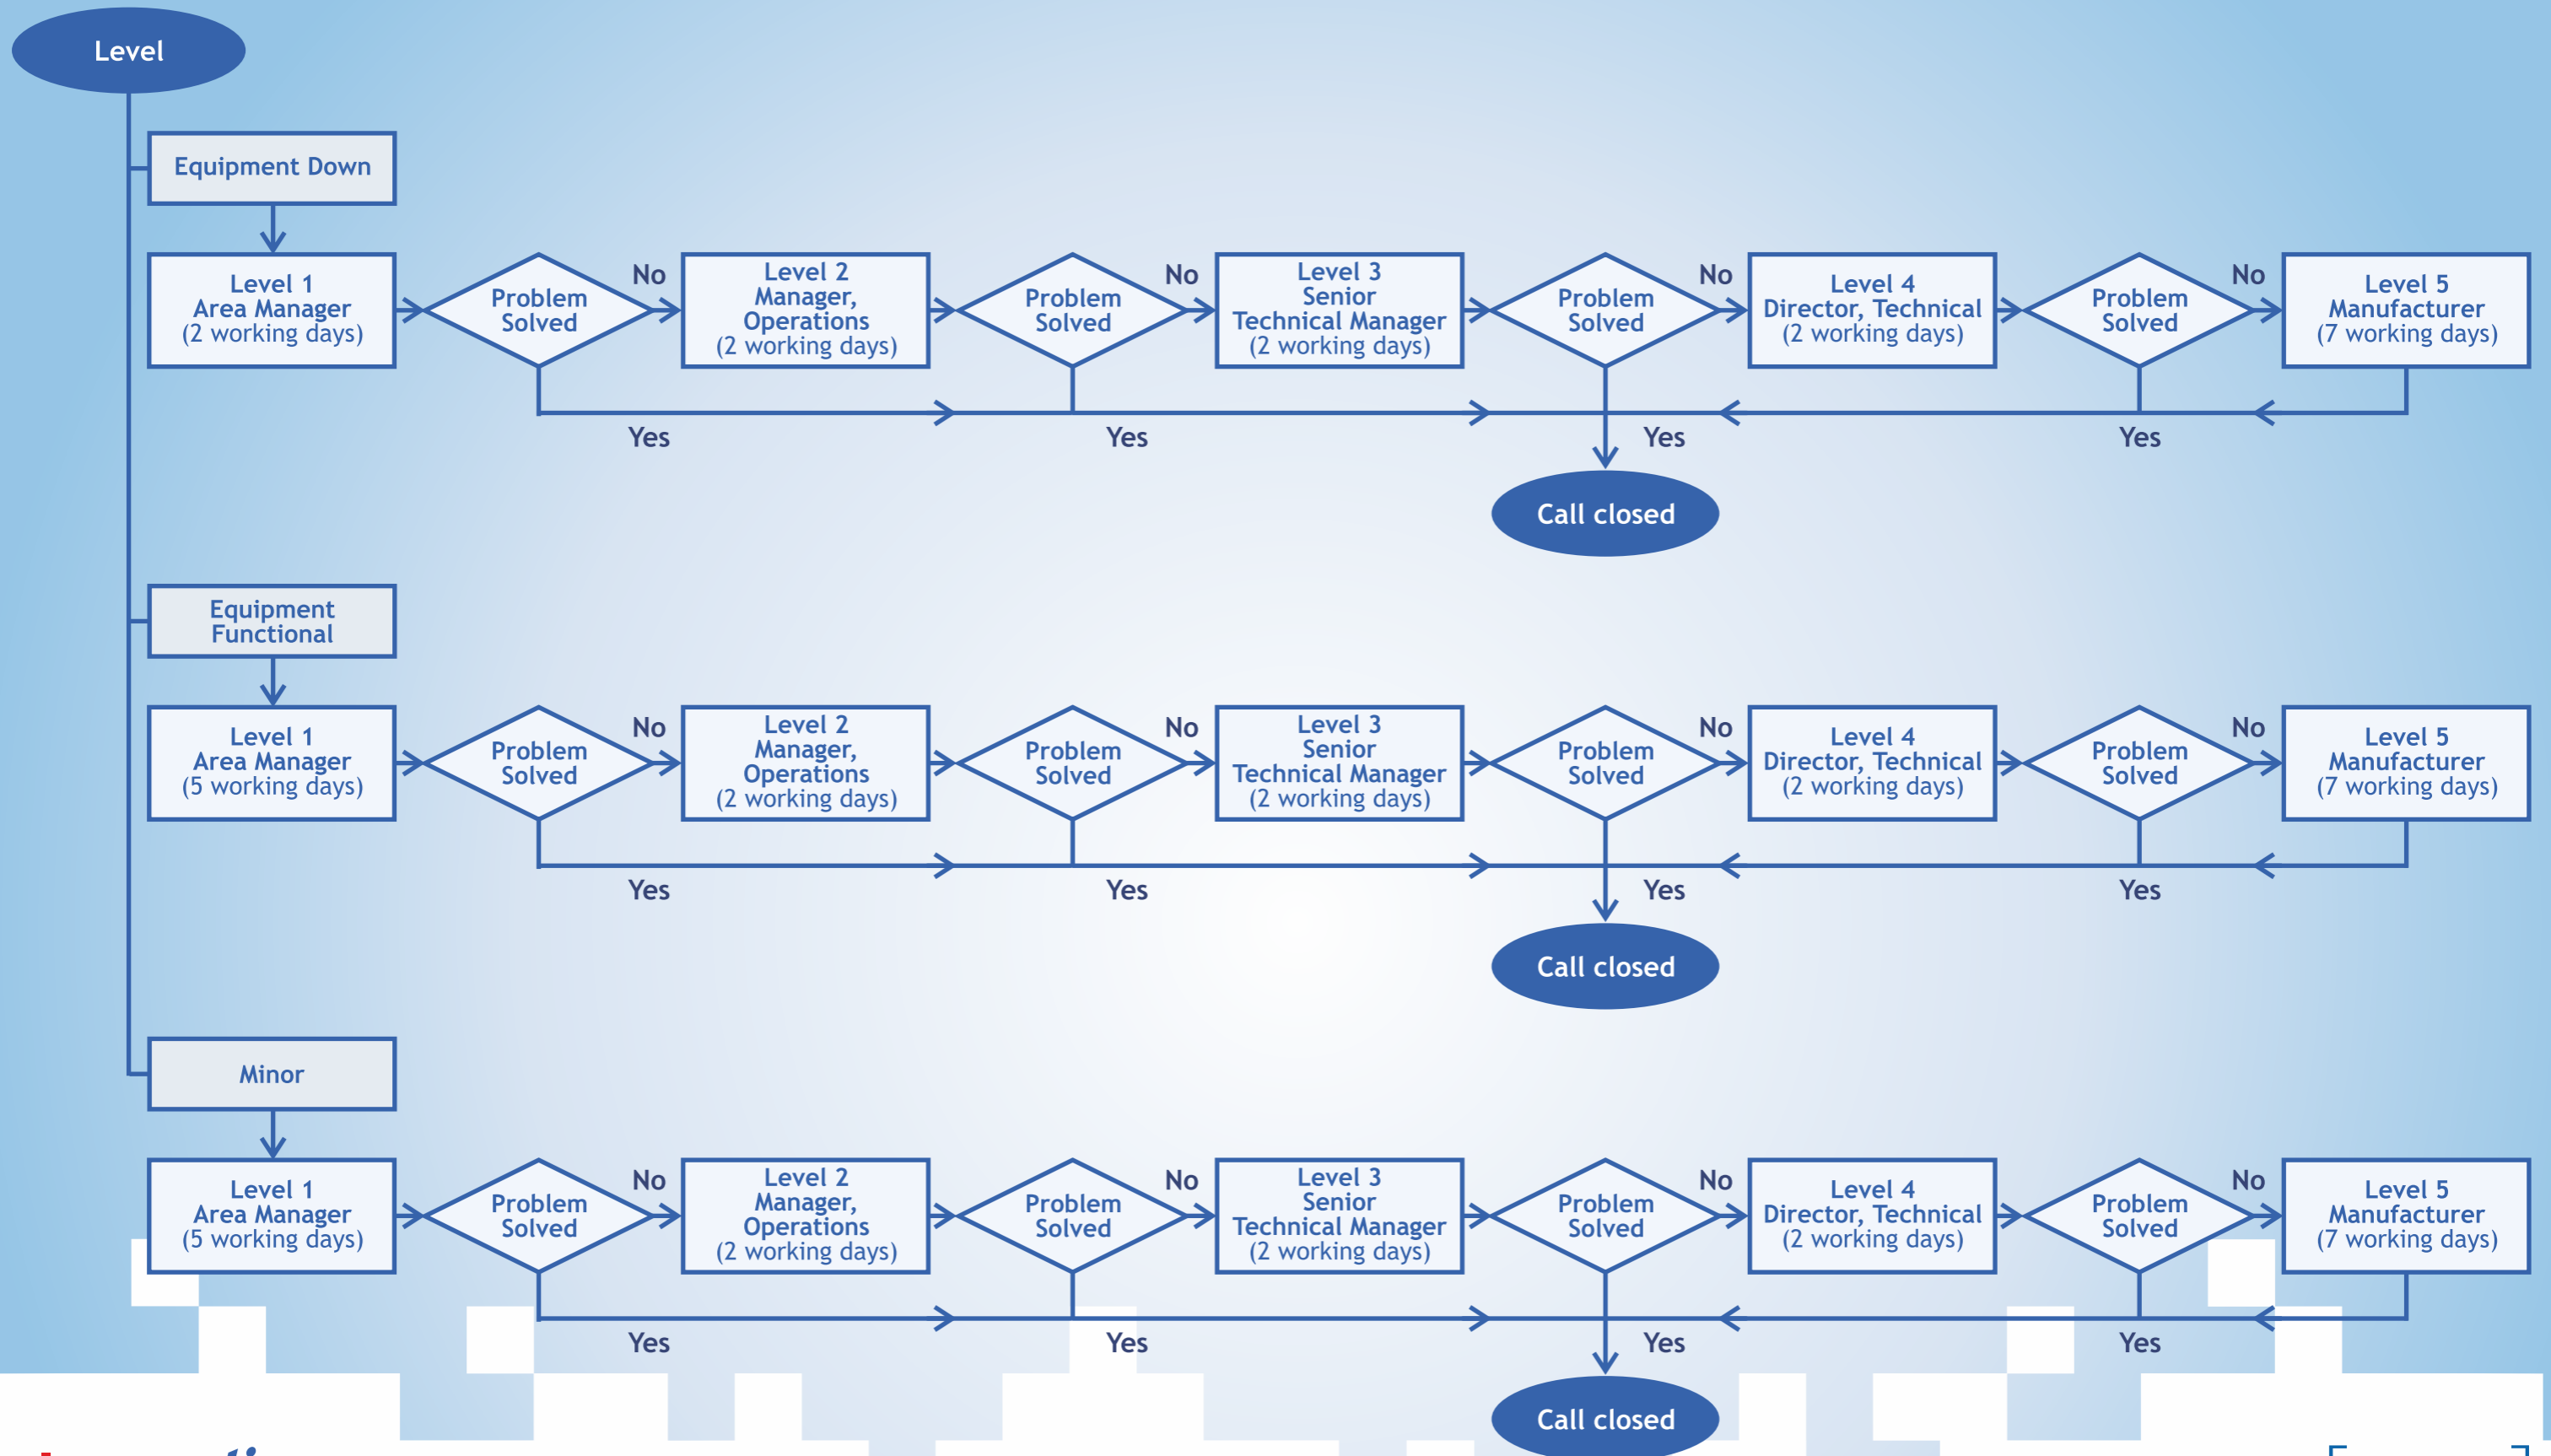 Level
Equipment Down
Level 1
Area Manager
(2 working days)
Problem
Solved
No
Level 2
Manager,
Operations
(2 working days)
Problem
Solved
No
Level 3
Senior
Technical Manager
(2 working days)
Problem
Solved
No
Level 4
Director, Technical
(2 working days)
Problem
Solved
No
Level 5
Manufacturer
(7 working days)
Yes
Yes
Yes
Yes
Call closed
Equipment
Functional
Level 1
Area Manager
(5 working days)
Problem
Solved
No
Level 2
Manager,
Operations
(2 working days)
Problem
Solved
No
Level 3
Senior
Technical Manager
(2 working days)
Problem
Solved
No
Level 4
Director, Technical
(2 working days)
Problem
Solved
No
Level 5
Manufacturer
(7 working days)
Yes
Yes
Yes
Yes
Call closed
Minor
Level 1
Area Manager
(5 working days)
Problem
Solved
No
Level 2
Manager,
Operations
(2 working days)
Problem
Solved
No
Level 3
Senior
Technical Manager
(2 working days)
Problem
Solved
No
Level 4
Director, Technical
(2 working days)
Problem
Solved
No
Level 5
Manufacturer
(7 working days)
Yes
Yes
Yes
Yes
Call closed